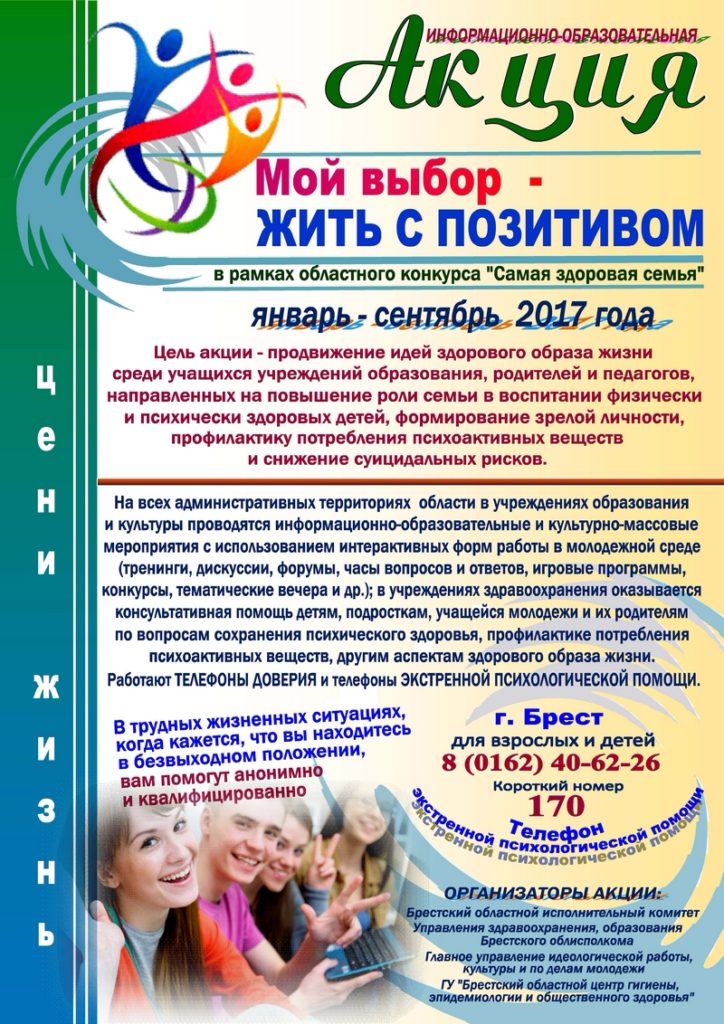 ИНФОРМАЦИОННО-ОБРАЗОВАТЕЛЬНАЯ
Акция
Мой выбор -
ЖИТЬ С ПОЗИТИВОМ
в рамках областного конкурса "Самая здоровая семья"
январь - сентябрь 2017 года
Цель акции - продвижение идей здорового образа жизни
среди учащихся учреждений образования, родителей и педагогов,
направленных на повышение роли семьи в воспитании физически
и психически здоровых детей, формирование зрелой личности,
профилактику потребления психоактивных веществ
и снижение суицидальных рисков.
цени жизнь
На всех административных территориях области в учреждениях образования
и культуры проводятся информационно-образовательные и культурно-массовые
мероприятия с использованием интерактивных форм работы в молодежной среде
(тренинги, дискуссии, форумы, часы вопросов и ответов, игровые программы,
конкурсы, тематические вечера и др.); в учреждениях здравоохранения оказывается
консультативная помощь детям, подросткам, учащейся молодежи и их родителям
по вопросам сохранения психического здоровья, профилактике потребления
психоактивных веществ, другим аспектам здорового образа жизни.
Работают ТЕЛЕФОНЫ ДОВЕРИЯ и телефоны ЭКСТРЕННОЙ ПСИХОЛОГИЧЕСКОЙ ПОМОЩИ.
В трудных жизненных ситуациях,
когда кажется, что вы находитесь
в безвыходном положении,
вам помогут анонимно
и квалифицированно
г. Брест
для взрослых и детей
8 (0162) 40-62-26
Короткий номер
170
Телефон
экстренной психологической помощи
ОРГАНИЗАТОРЫ АКЦИИ:
Брестский областной исполнительный комитет
Управления здравоохранения, образования
Брестского облисполкома
Главное управление идеологической работы,
культуры и по делам молодежи
ГУ "Брестский областной центр гигиены,
эпидемиологии и общественного здоровья"